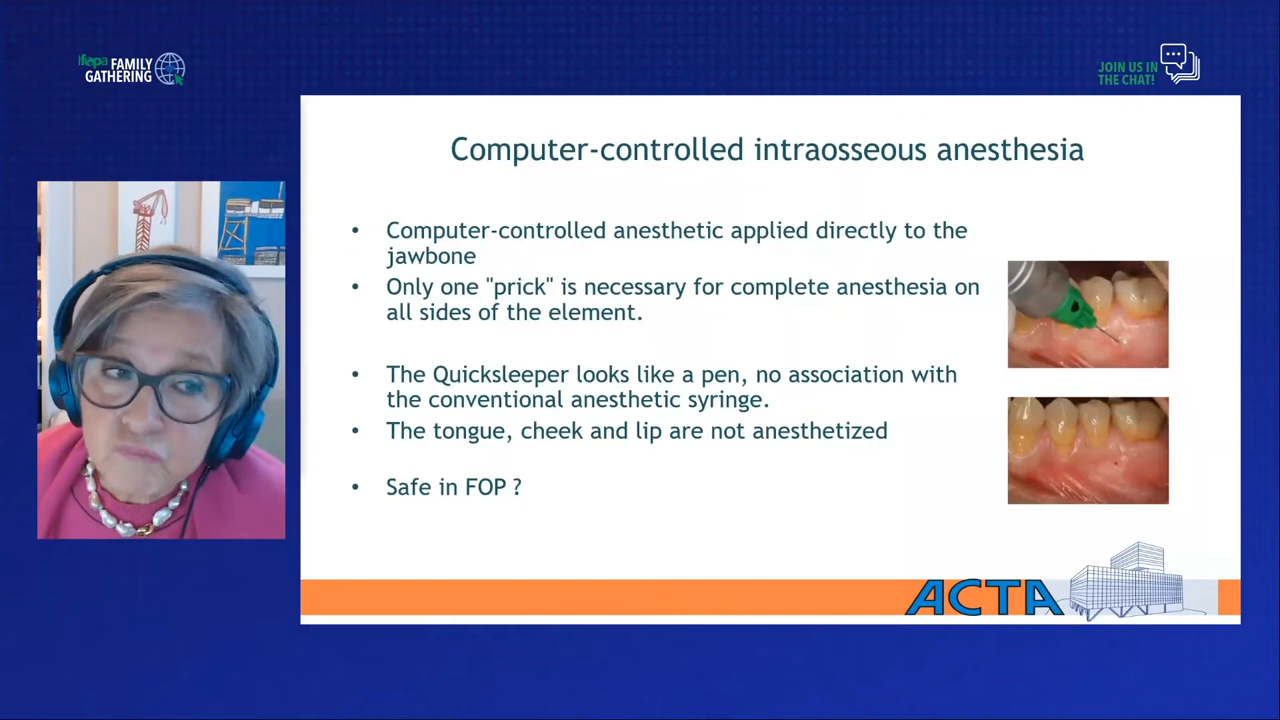 ifopa FAMILY
GATHERING
JOIN US IN
THE CHAT!
Computer-controlled intraosseous anesthesia
• Computer-controlled anesthetic applied directly to the
jawbone
• Only one "prick" is necessary for complete anesthesia on
all sides of the element.
• The Quicksleeper looks like a pen, no association with
the conventional anesthetic syringe.
• The tongue, cheek and lip are not anesthetized
• Safe in FOP ?
ACTA